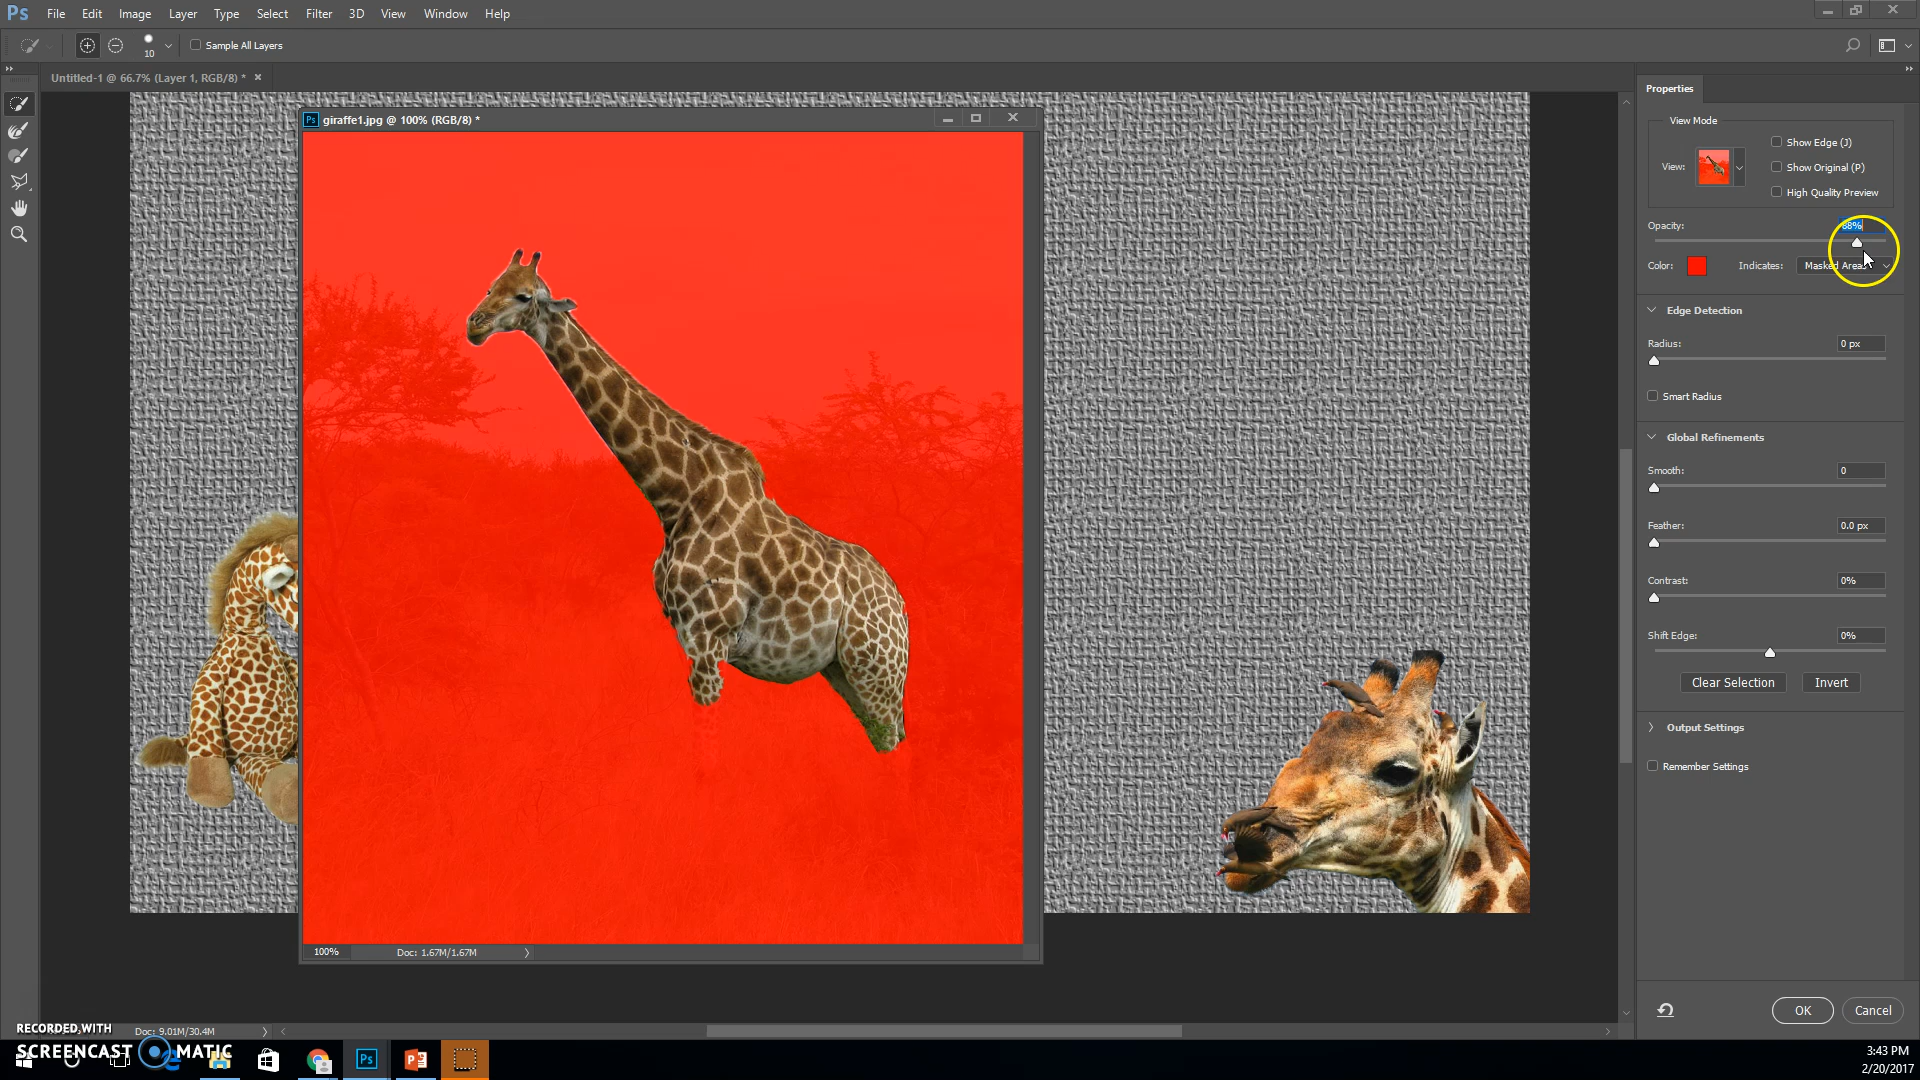 Ps File Edit Image Layer Type Select Filter 3D View Window Help
10 Sample All Layers
Untitled-1 @ 66.7% (Layer 1, RGB/8) * ×
Ps giraffe1.jpg @ 100% (RGB/8) *
100% Doc: 1.67M/1.67M
Doc: 9.01M/30.4M
Properties
View Mode
View:
Show Edge (J)
Show Original (P)
High Quality Preview
Opacity: 88%
Color: Indicates: Masked Areas
Edge Detection
Radius: 0 px
Smart Radius
Global Refinements
Smooth: 0
Feather: 0.0 px
Contrast: 0%
Shift Edge: 0%
Clear Selection Invert
Output Settings
Remember Settings
OK Cancel
RECORDED WITH
SCREENCAST MATIC
Ps
3:43 PM
2/20/2017